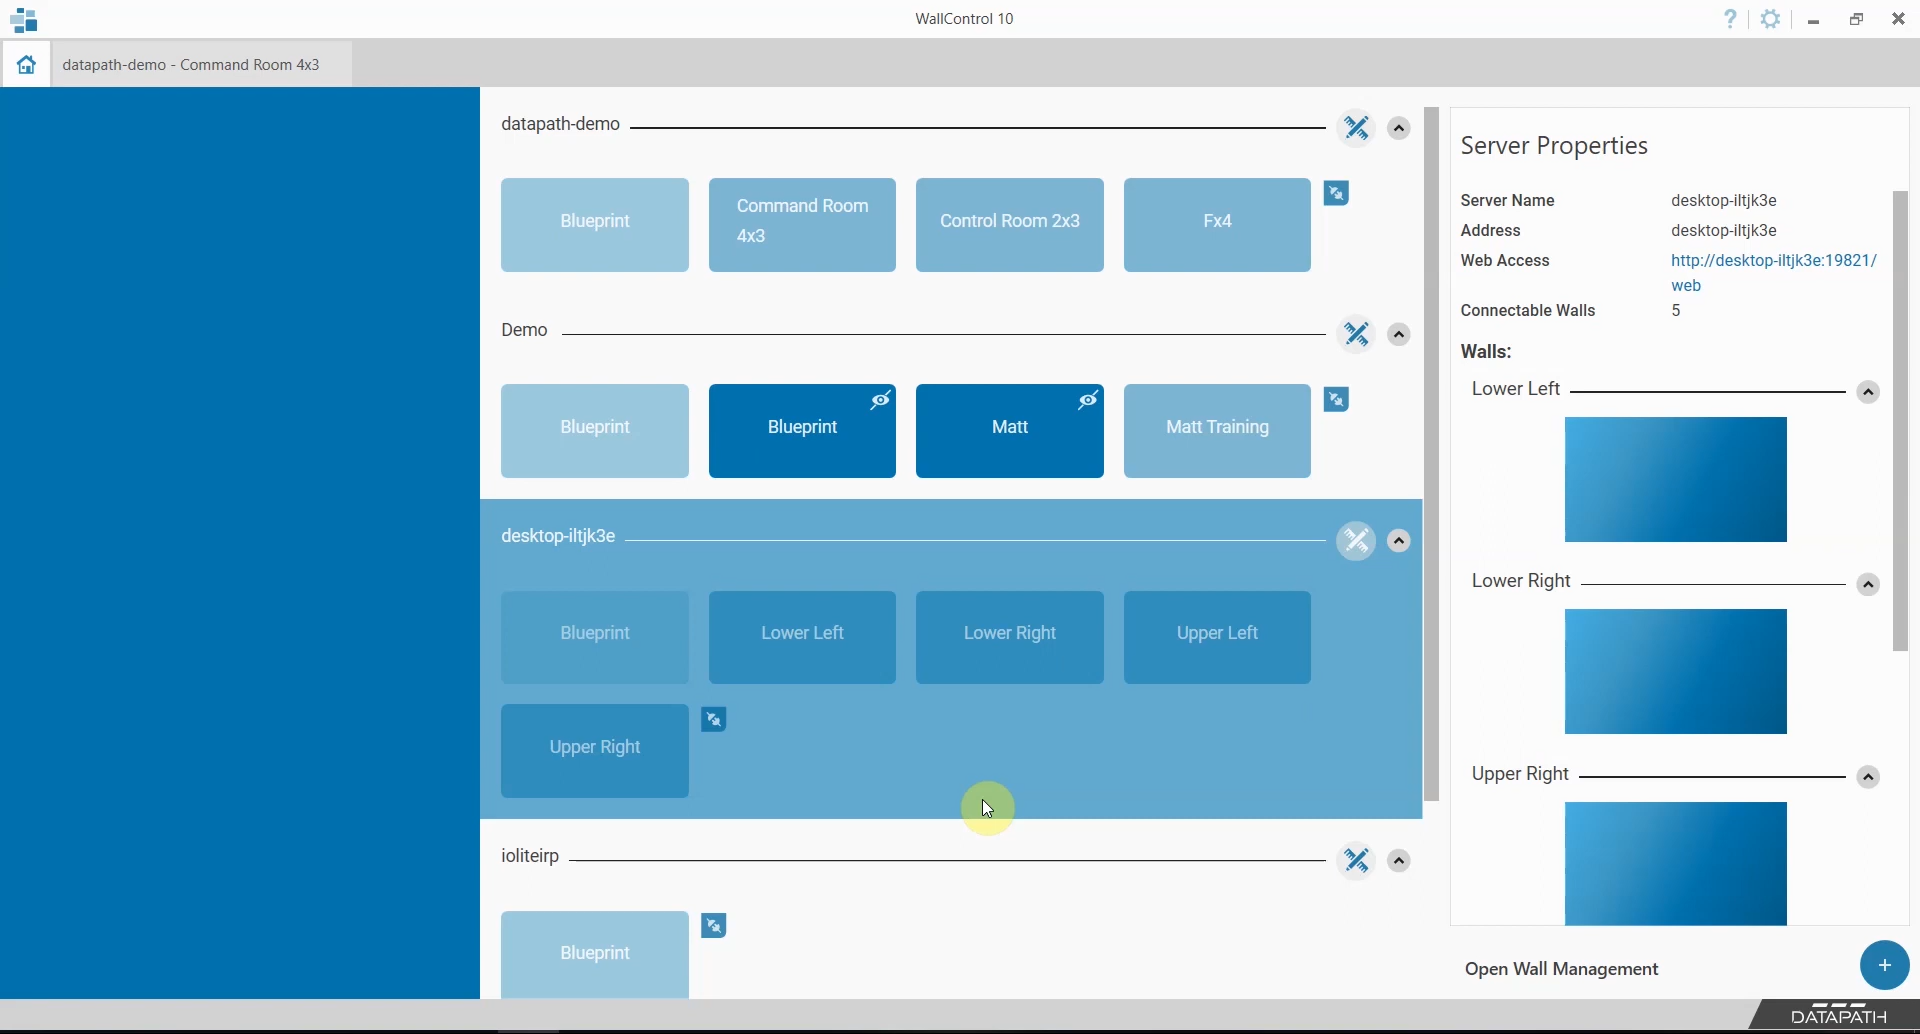 WallControl 10
datapath-demo - Command Room 4x3
datapath-demo
Blueprint
Command Room
4x3
Control Room 2x3
Fx4
Demo
Blueprint
Blueprint
Matt
Matt Training
desktop-iltjk3e
Blueprint
Lower Left
Lower Right
Upper Left
Upper Right
ioliteirp
Blueprint
Server Properties
Server Name desktop-iltjk3e
Address desktop-iltjk3e
Web Access http://desktop-iltjk3e:19821/
web
Connectable Walls 5
Walls:
Lower Left
Lower Right
Upper Right
Open Wall Management
DATAPATH